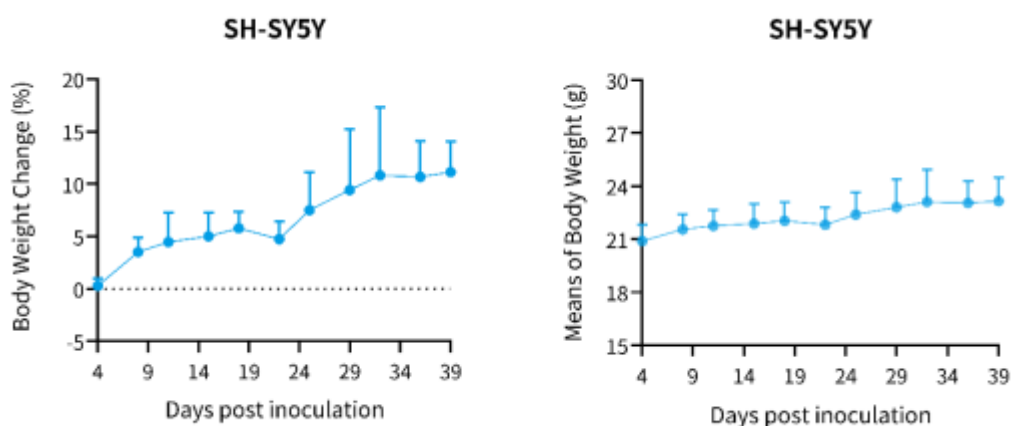 SH-SY5Y
Body Weight Change (%)
20
15
10
5
0
-5
4 9 14 19 24 29 34 39
Days post inoculation
SH-SY5Y
Means of Body Weight (g)
30
27
24
21
18
15
4 9 14 19 24 29 34 39
Days post inoculation